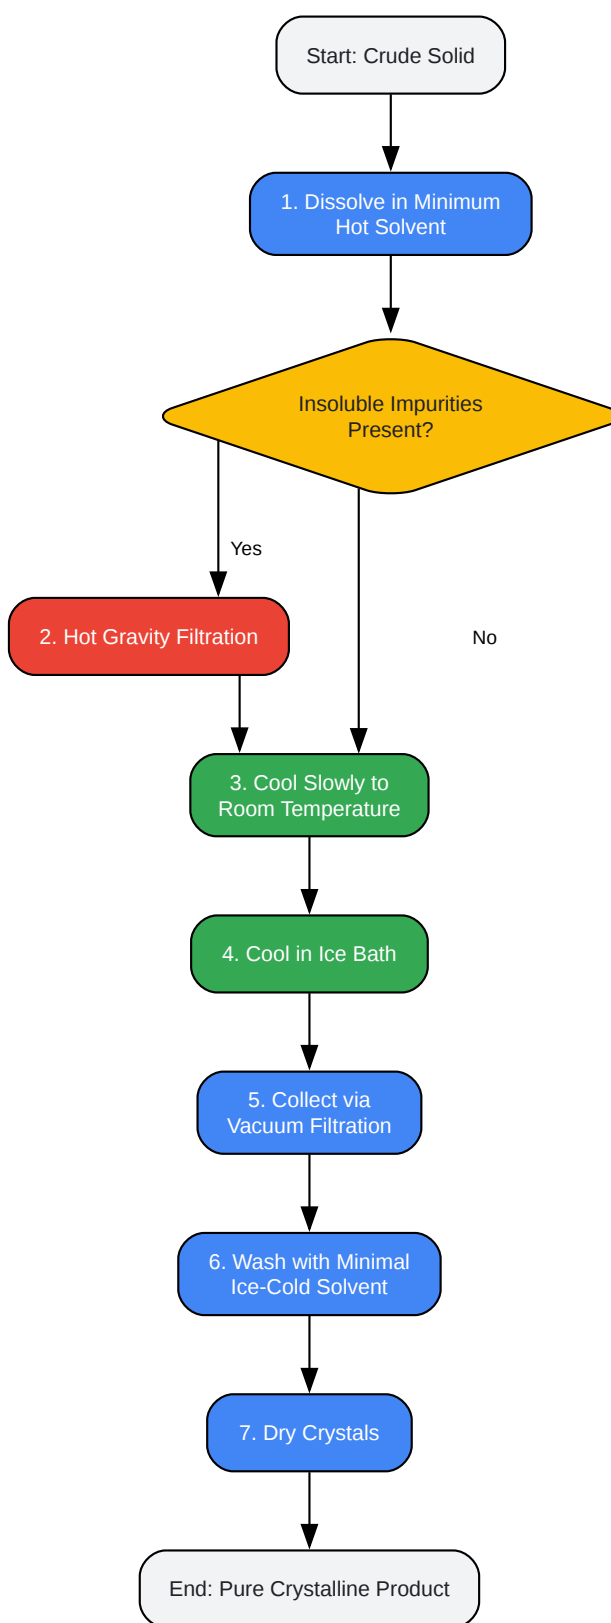 Start: Crude Solid
1. Dissolve in Minimum
Hot Solvent
Insoluble Impurities
Present?
Yes
2. Hot Gravity Filtration
No
3. Cool Slowly to
Room Temperature
4. Cool in Ice Bath
5. Collect via
Vacuum Filtration
6. Wash with Minimal
Ice-Cold Solvent
7. Dry Crystals
End: Pure Crystalline Product